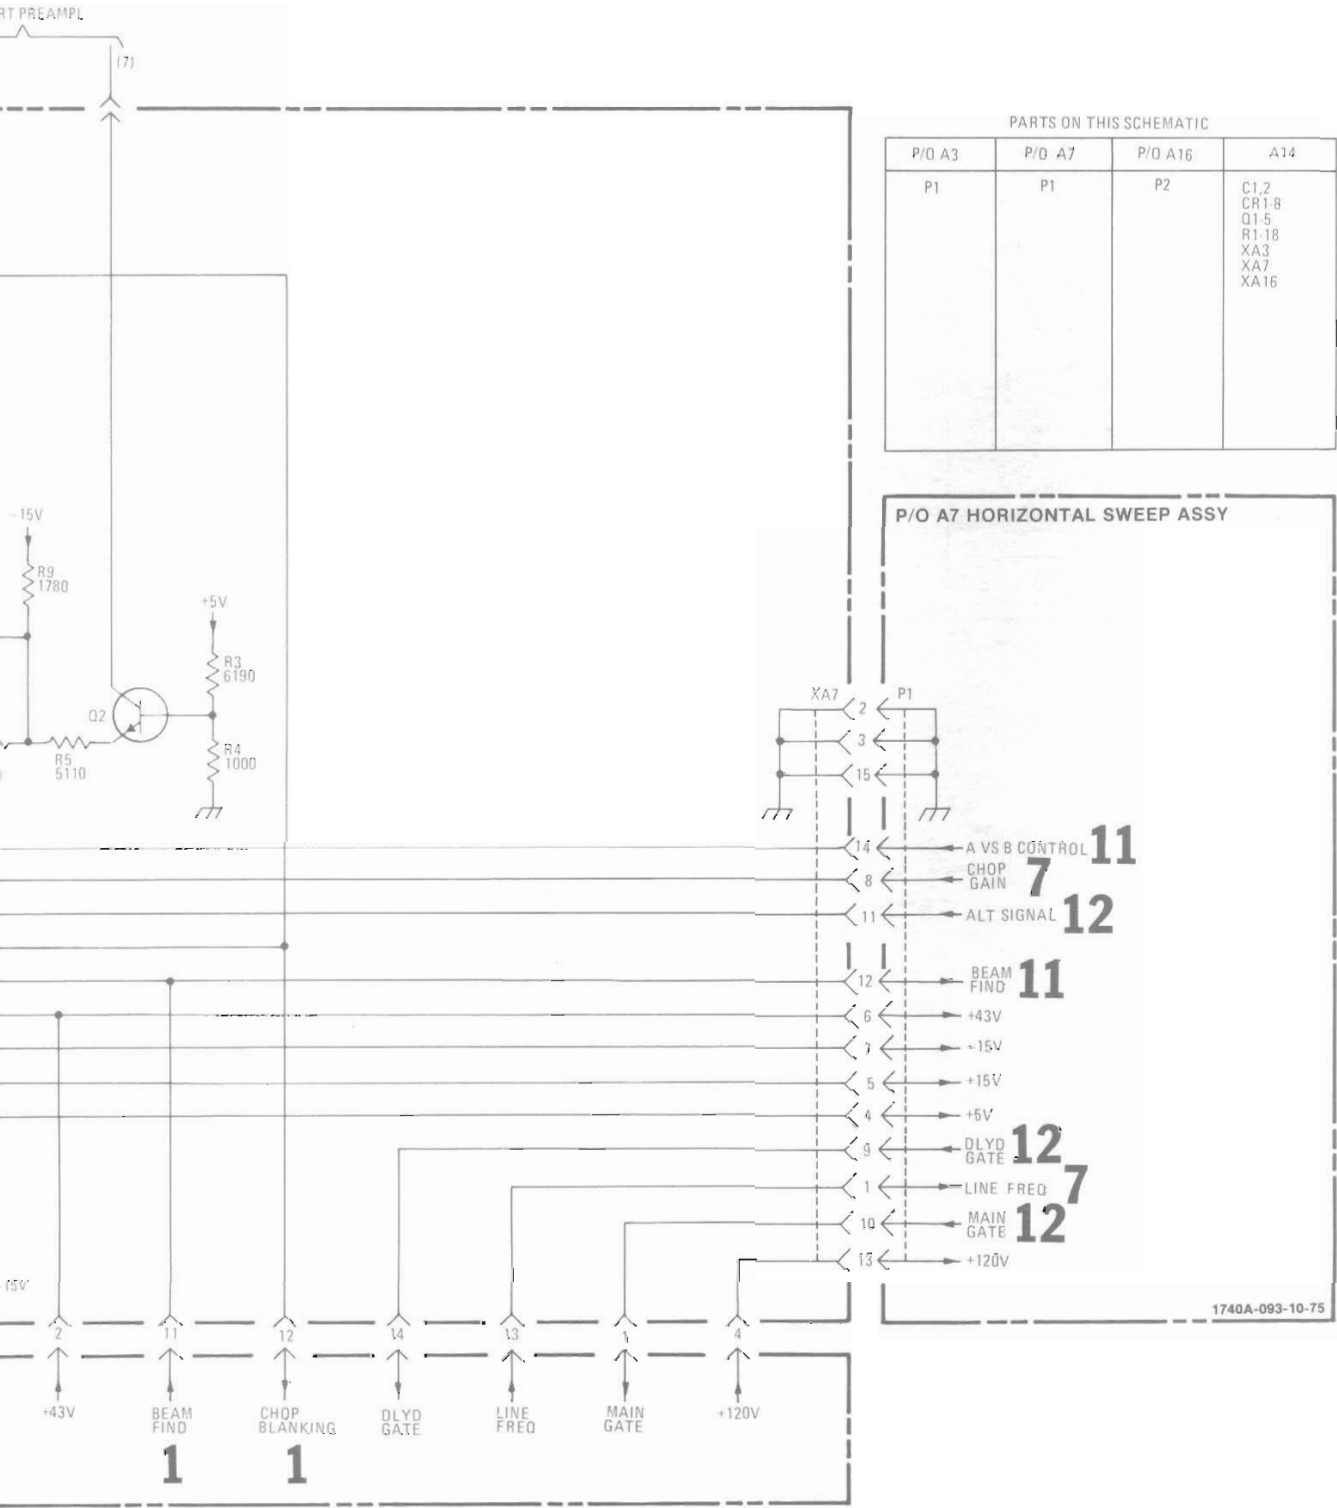 RT PREAMPL
(7)
PARTS ON THIS SCHEMATIC
P/O A3 P/O A7 P/O A16 A14
P1 P1 P2 C1,2
CR1-8
Q1-5
R1-18
XA3
XA7
XA16
P/O A7 HORIZONTAL SWEEP ASSY
-15V
R9
1780
+5V
R3
6190
Q2
R4
1000
R5
5110
XA7 2 P1
3
15
14 A VS B CONTROL 11
8 CHOP
GAIN 7
11 ALT SIGNAL 12
12 BEAM
FIND 11
6 +43V
-15V
5 +15V
4 +5V
9 DLYD
GATE 12
1 LINE FREQ 7
10 MAIN
GATE 12
13 +120V
15V
1740A-093-10-75
2 11 12 14 13 1 4
+43V BEAM
FIND
1
CHOP
BLANKING
1
DLYD
GATE
LINE
FREQ
MAIN
GATE
+120V